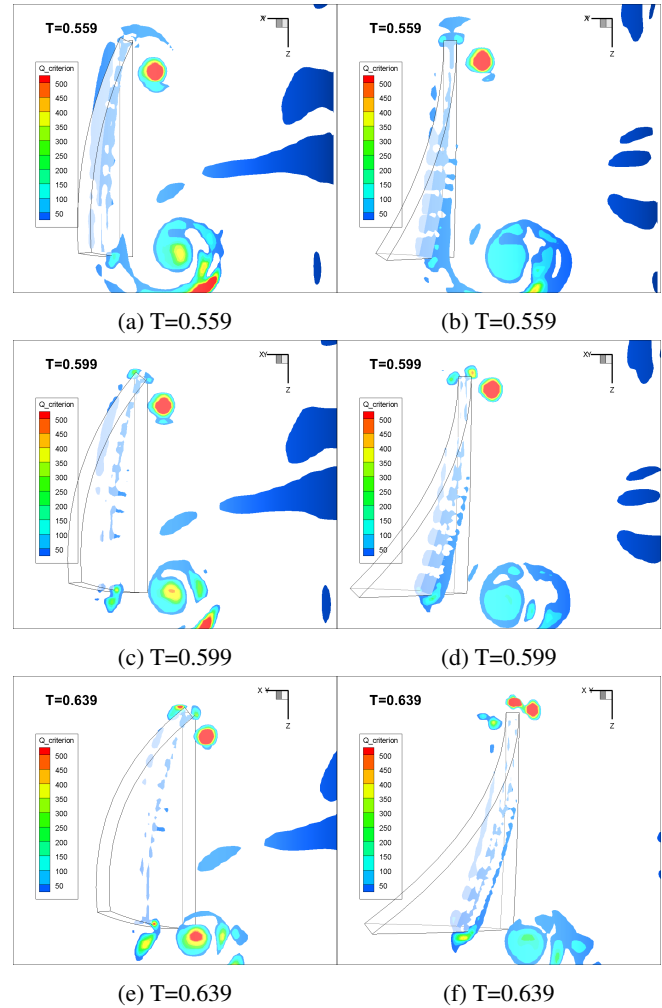 T=0.559
X
Z
Q_criterion
500
450
400
350
300
250
200
150
100
50
T=0.559
X
Z
Q_criterion
500
450
400
350
300
250
200
150
100
50
(a) T=0.559
(b) T=0.559
T=0.599
XY
Z
Q_criterion
500
450
400
350
300
250
200
150
100
50
T=0.599
XY
Z
Q_criterion
500
450
400
350
300
250
200
150
100
50
(c) T=0.599
(d) T=0.599
T=0.639
X Y
Z
Q_criterion
500
450
400
350
300
250
200
150
100
50
T=0.639
X Y
Z
Q_criterion
500
450
400
350
300
250
200
150
100
50
(e) T=0.639
(f) T=0.639